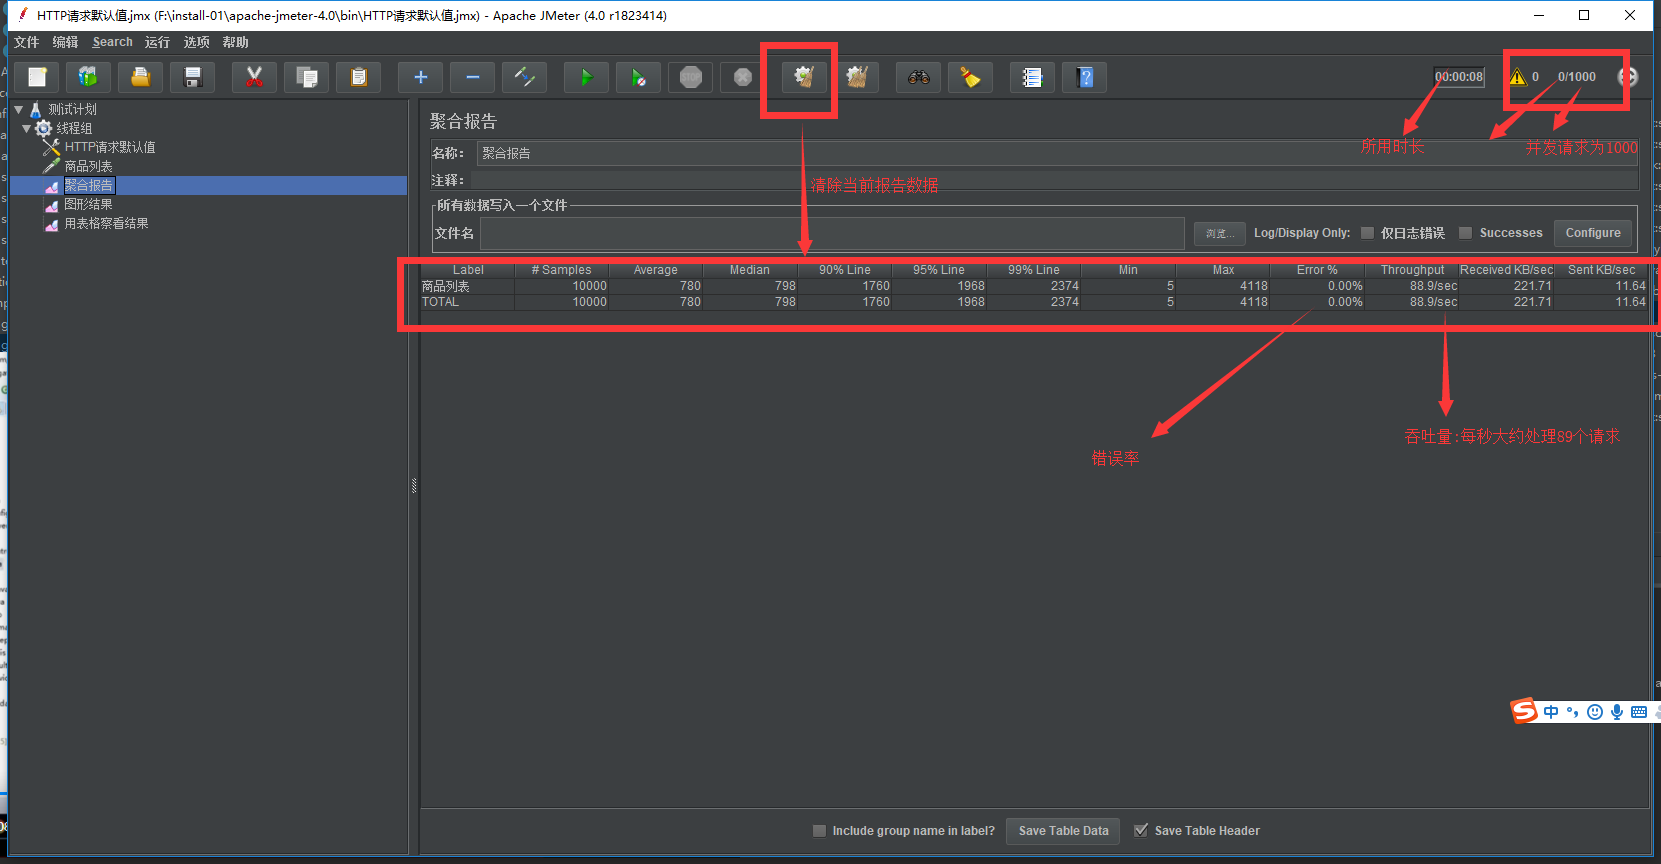 HTTP请求默认值.jmx (F:\install-01\apache-jmeter-4.0\bin\HTTP请求默认值.jmx) - Apache JMeter (4.0 r1823414)
文件 编辑 Search 运行 选项 帮助
STOP
00:00:08 0 0/1000
所用时长 并发请求为1000
测试计划
线程组
HTTP请求默认值
商品列表
聚合报告
图形结果
用表格察看结果
聚合报告
名称： 聚合报告
注释：
清除当前报告数据
所有数据写入一个文件
文件名 浏览... Log/Display Only: 仅日志错误 Successes Configure
Label # Samples Average Median 90% Line 95% Line 99% Line Min Max Error % Throughput Received KB/sec Sent KB/sec
商品列表 10000 780 798 1760 1968 2374 5 4118 0.00% 88.9/sec 221.71 11.64
TOTAL 10000 780 798 1760 1968 2374 5 4118 0.00% 88.9/sec 221.71 11.64
吞吐量:每秒大约处理89个请求
错误率
中
Include group name in label? Save Table Data Save Table Header